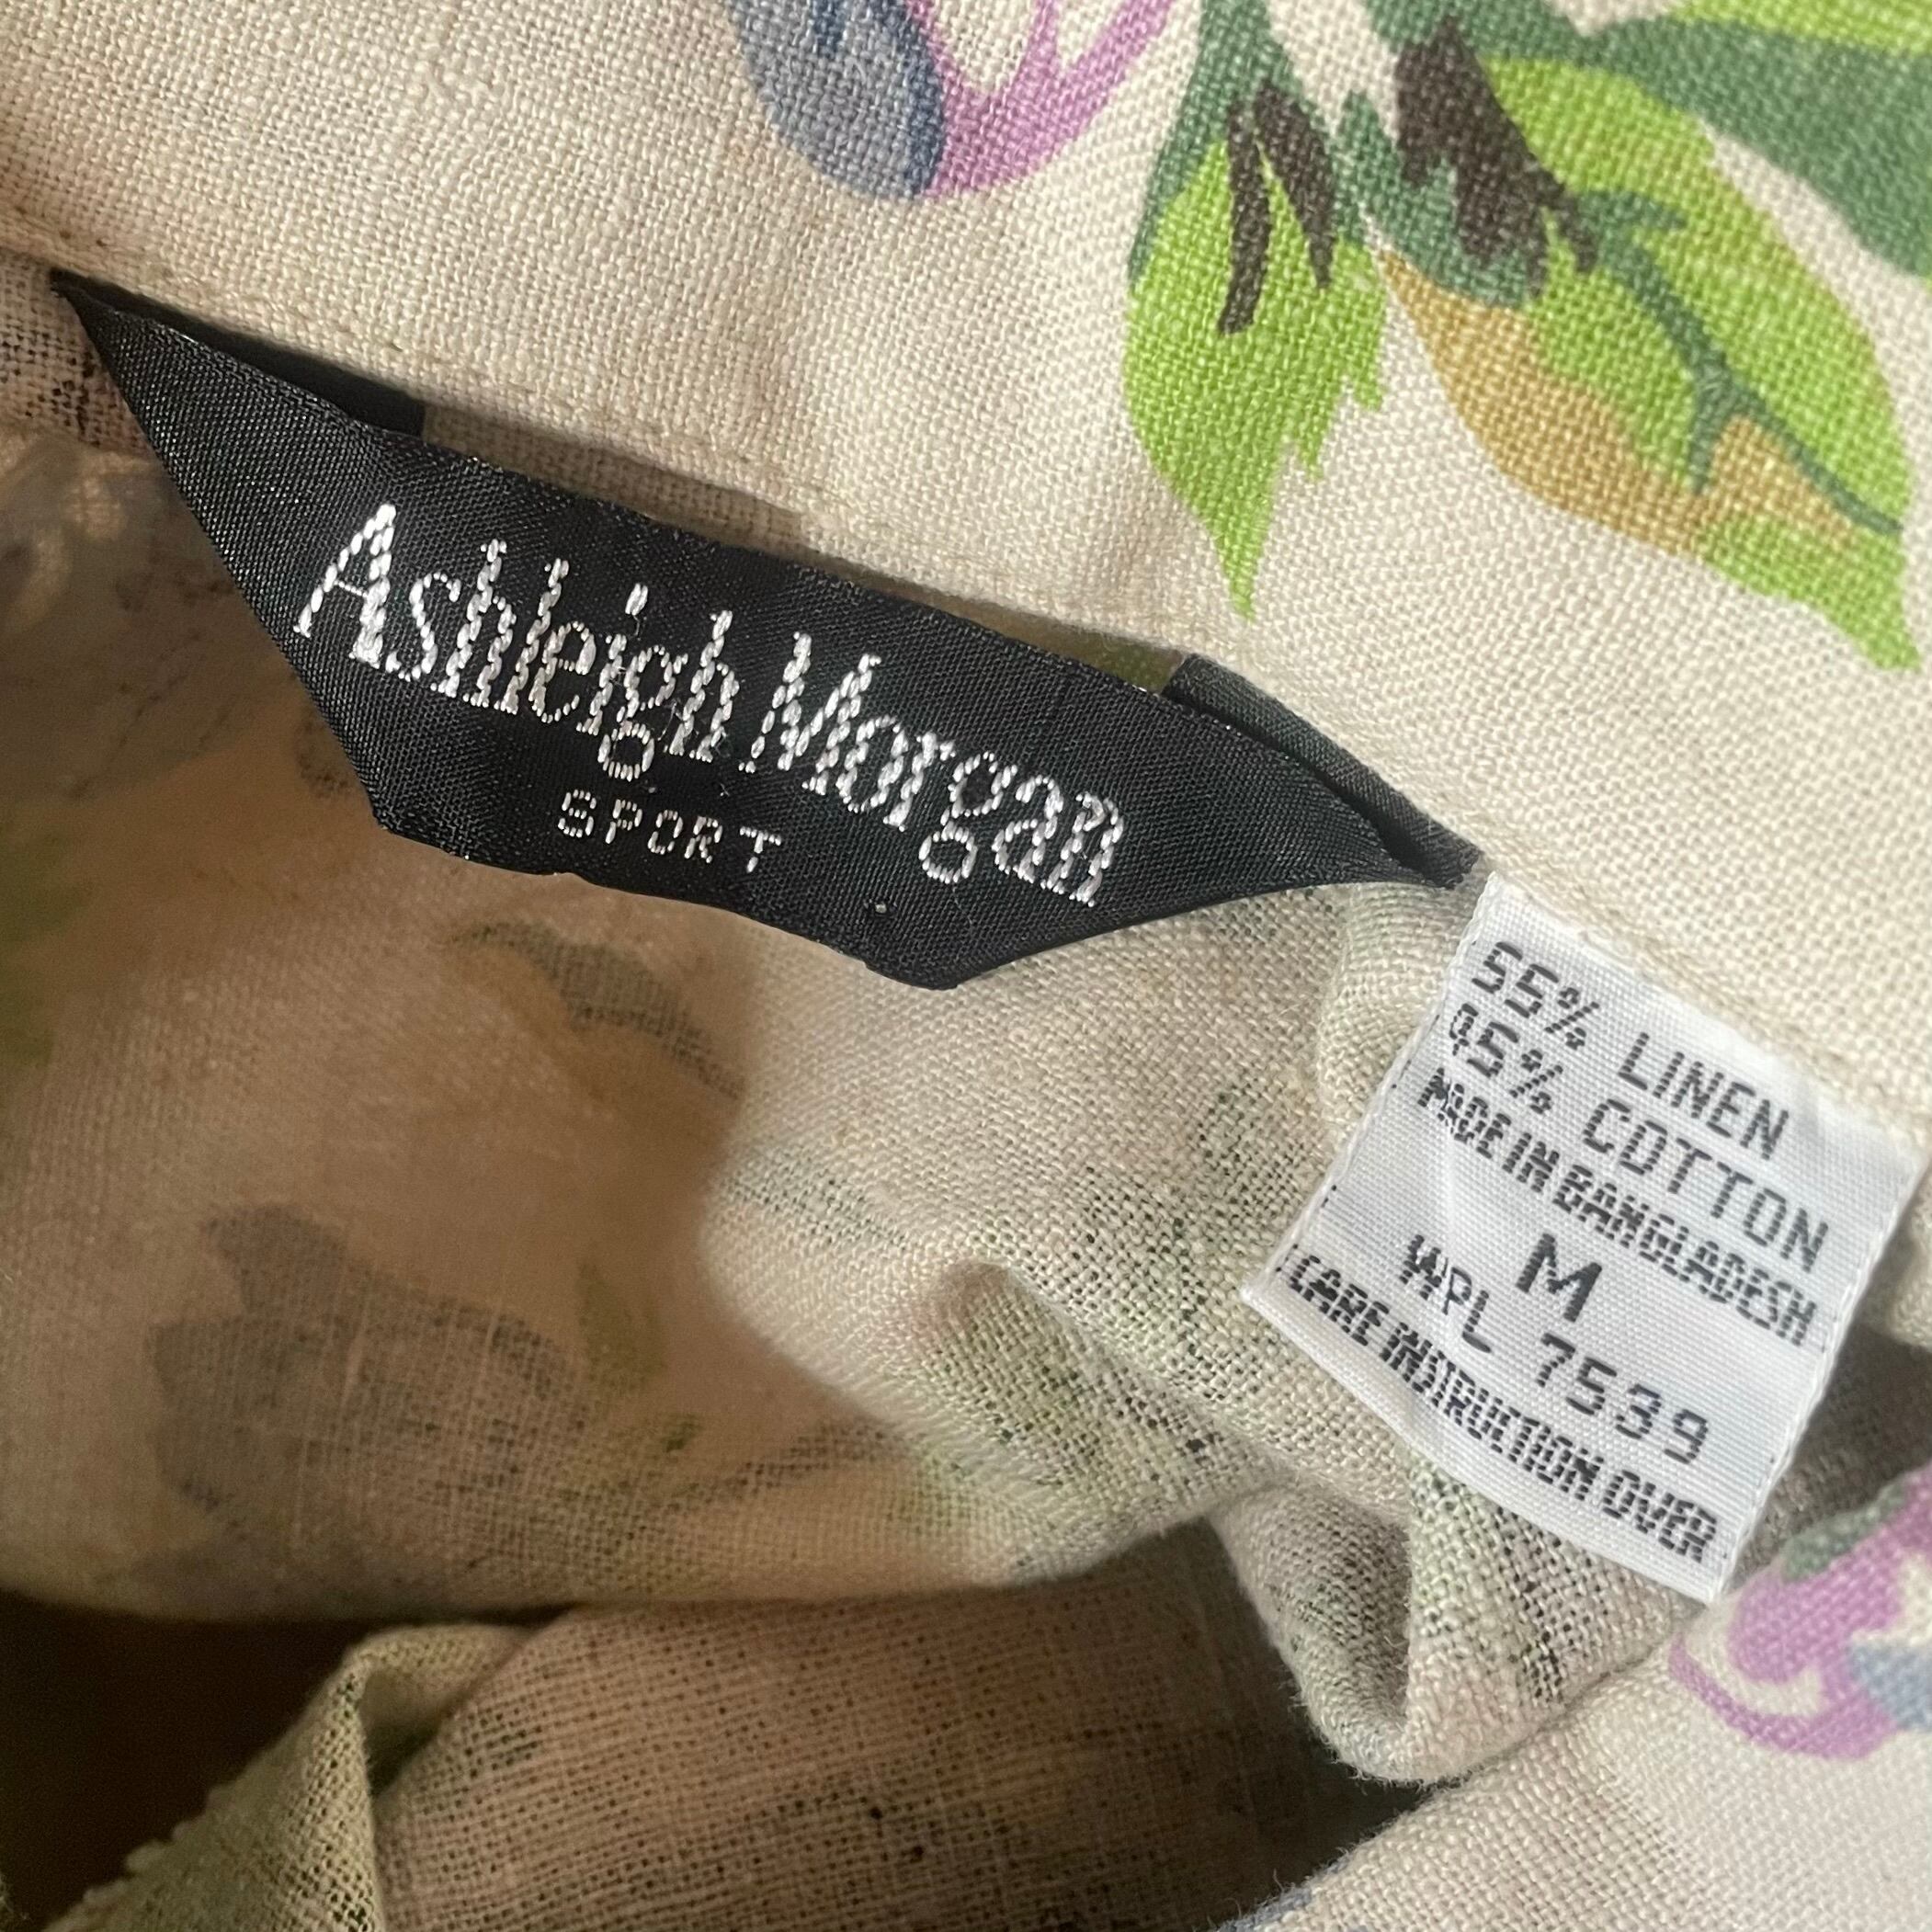 Ashleigh Morgan
SPORT
55% LINEN
45% COTTON
MADE IN BANGLADESH
M
WPL 7539
CARE INSTRUCTION OVER